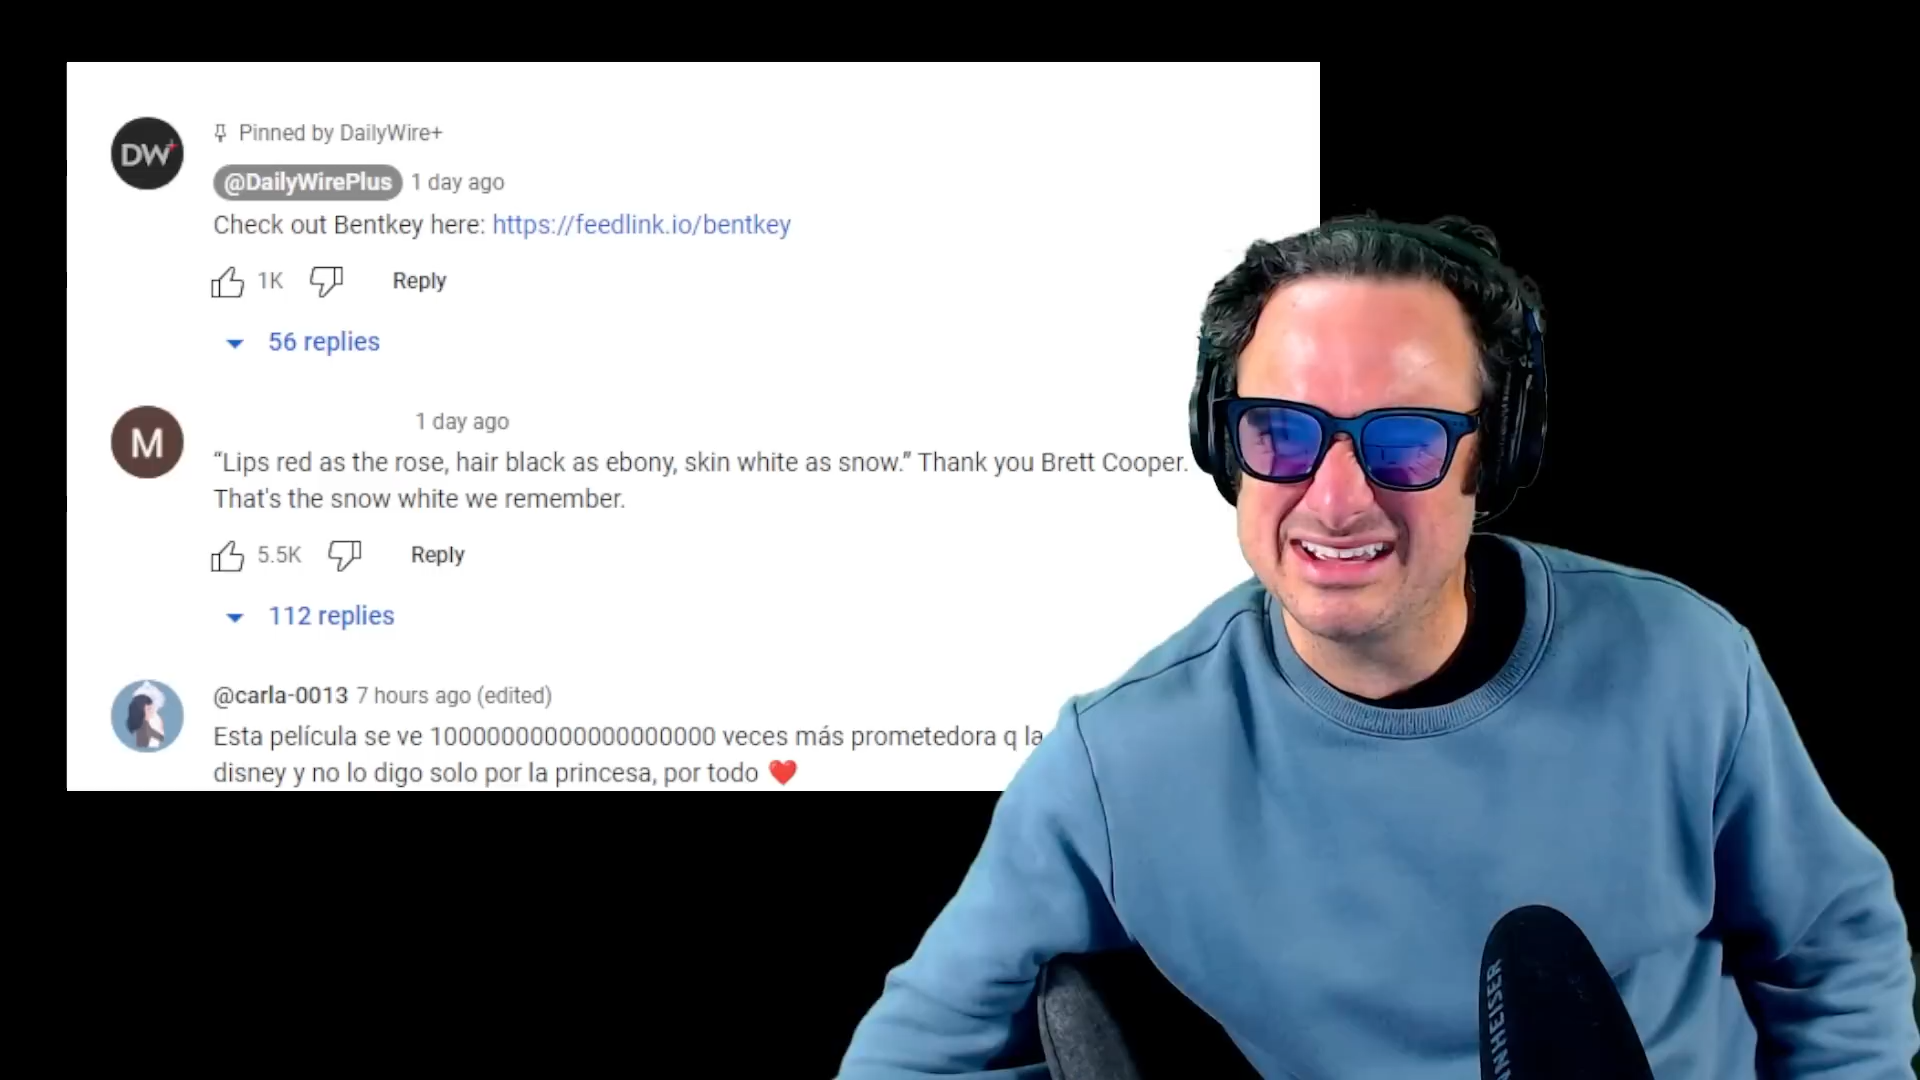 DW+
Pinned by DailyWire+
@DailyWirePlus 1 day ago
Check out Bentkey here: https://feedlink.io/bentkey
1K Reply
56 replies
M
1 day ago
“Lips red as the rose, hair black as ebony, skin white as snow.” Thank you Brett Cooper.
That's the snow white we remember.
5.5K Reply
112 replies
@carla-0013 7 hours ago (edited)
Esta película se ve 10000000000000000000 veces más prometedora q la
disney y no lo digo solo por la princesa, por todo ❤️
NNHEISER